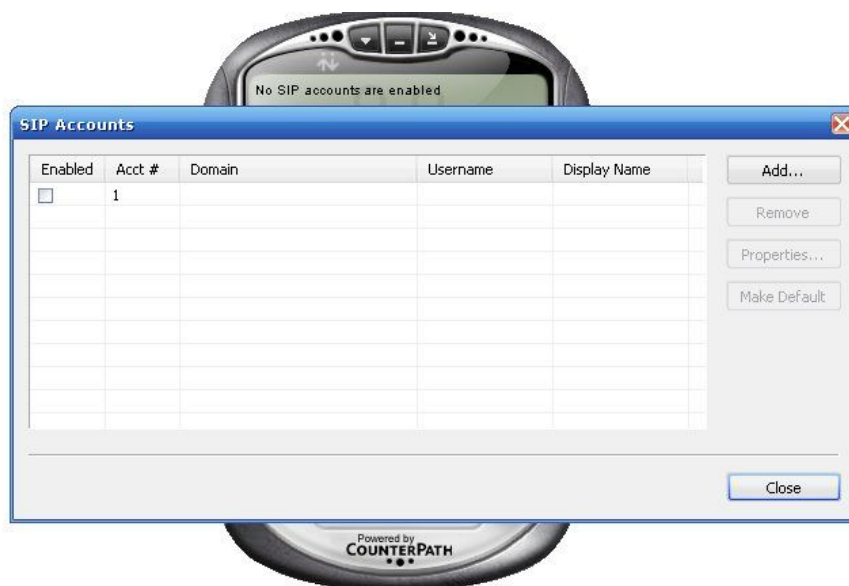 No SIP accounts are enabled
SIP Accounts
Enabled Acct # Domain Username Display Name
1
Add...
Remove
Properties...
Make Default
Close
Powered by
COUNTERPATH